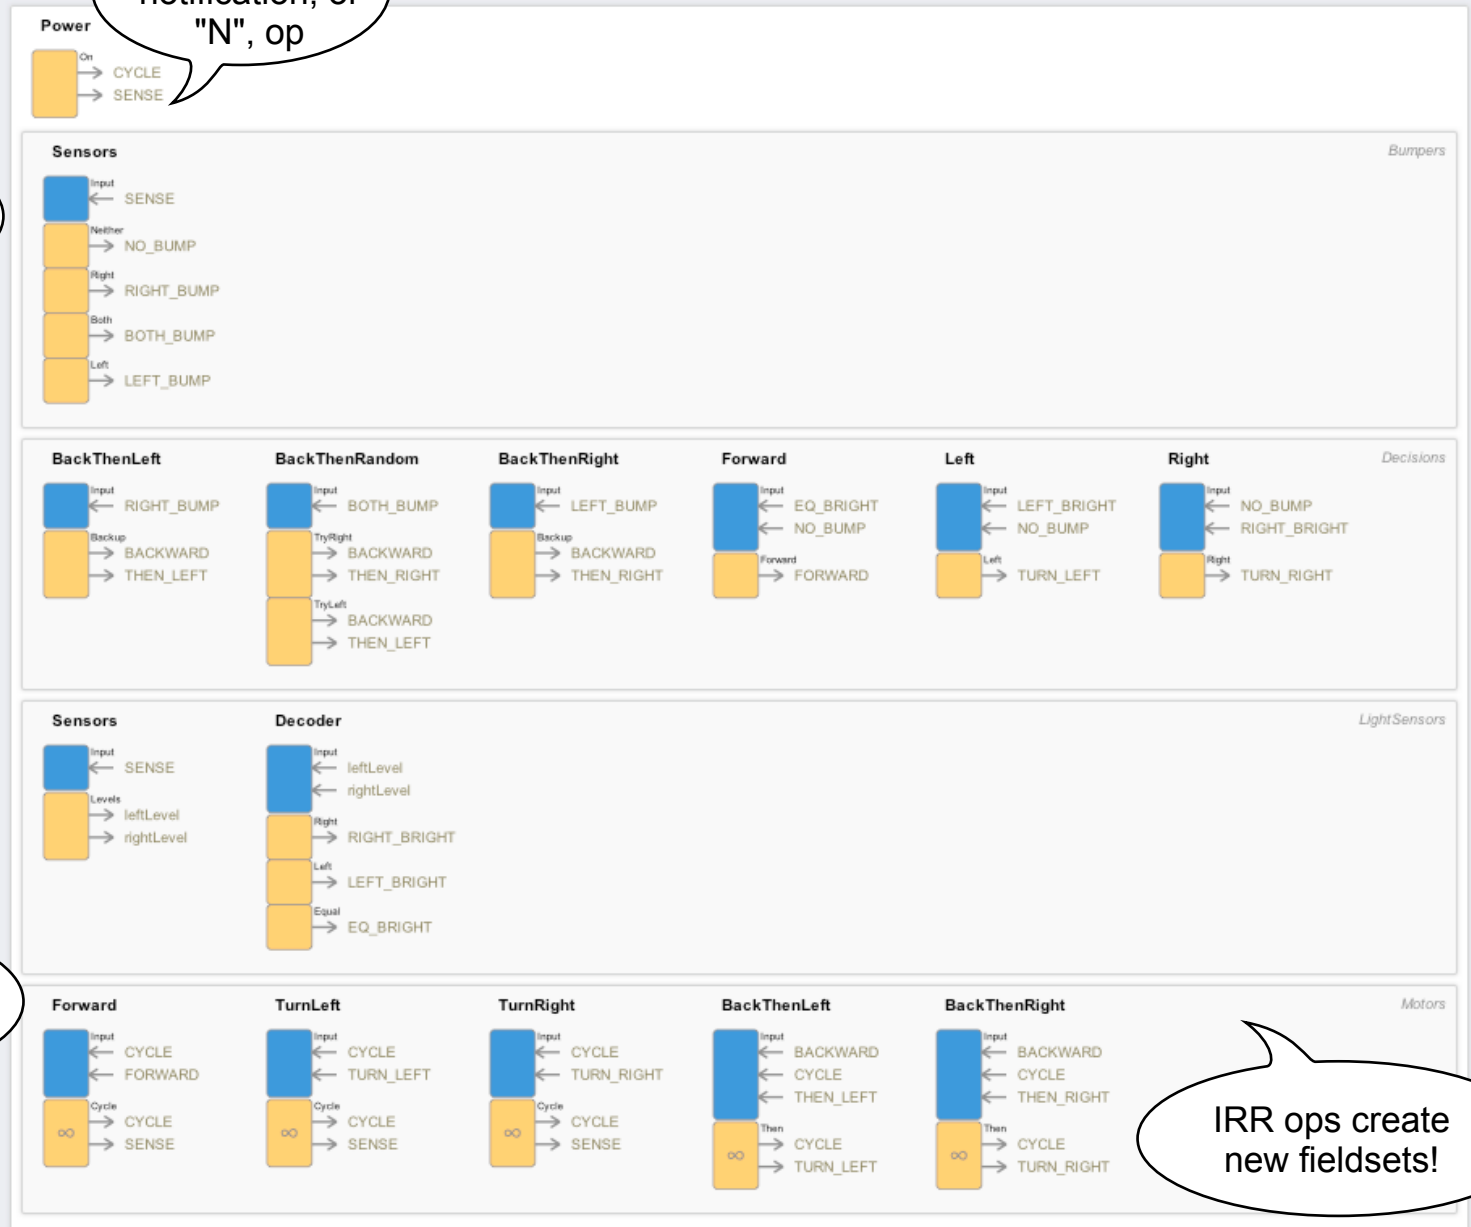 notification, or
"N", op
Power
On
CYCLE
SENSE
Sensors
Bumpers
Input
SENSE
Neither
NO_BUMP
Right
RIGHT_BUMP
Both
BOTH_BUMP
Left
LEFT_BUMP
Decisions
BackThenLeft
Input
RIGHT_BUMP
Backup
BACKWARD
THEN_LEFT
BackThenRandom
Input
BOTH_BUMP
TryRight
BACKWARD
THEN_RIGHT
TryLeft
BACKWARD
THEN_LEFT
BackThenRight
Input
LEFT_BUMP
Backup
BACKWARD
THEN_RIGHT
Forward
Input
EQ_BRIGHT
NO_BUMP
Forward
FORWARD
Left
Input
LEFT_BRIGHT
NO_BUMP
Left
TURN_LEFT
Right
Input
NO_BUMP
RIGHT_BRIGHT
Right
TURN_RIGHT
LightSensors
Sensors
Input
SENSE
Levels
leftLevel
rightLevel
Decoder
Input
leftLevel
rightLevel
Right
RIGHT_BRIGHT
Left
LEFT_BRIGHT
Equal
EQ_BRIGHT
Motors
Forward
Input
CYCLE
FORWARD
Cycle
∞
CYCLE
SENSE
TurnLeft
Input
CYCLE
TURN_LEFT
Cycle
∞
CYCLE
SENSE
TurnRight
Input
CYCLE
TURN_RIGHT
Cycle
∞
CYCLE
SENSE
BackThenLeft
Input
BACKWARD
CYCLE
THEN_LEFT
Then
∞
CYCLE
TURN_LEFT
BackThenRight
Input
BACKWARD
CYCLE
THEN_RIGHT
Then
∞
CYCLE
TURN_RIGHT
IRR ops create
new fieldsets!